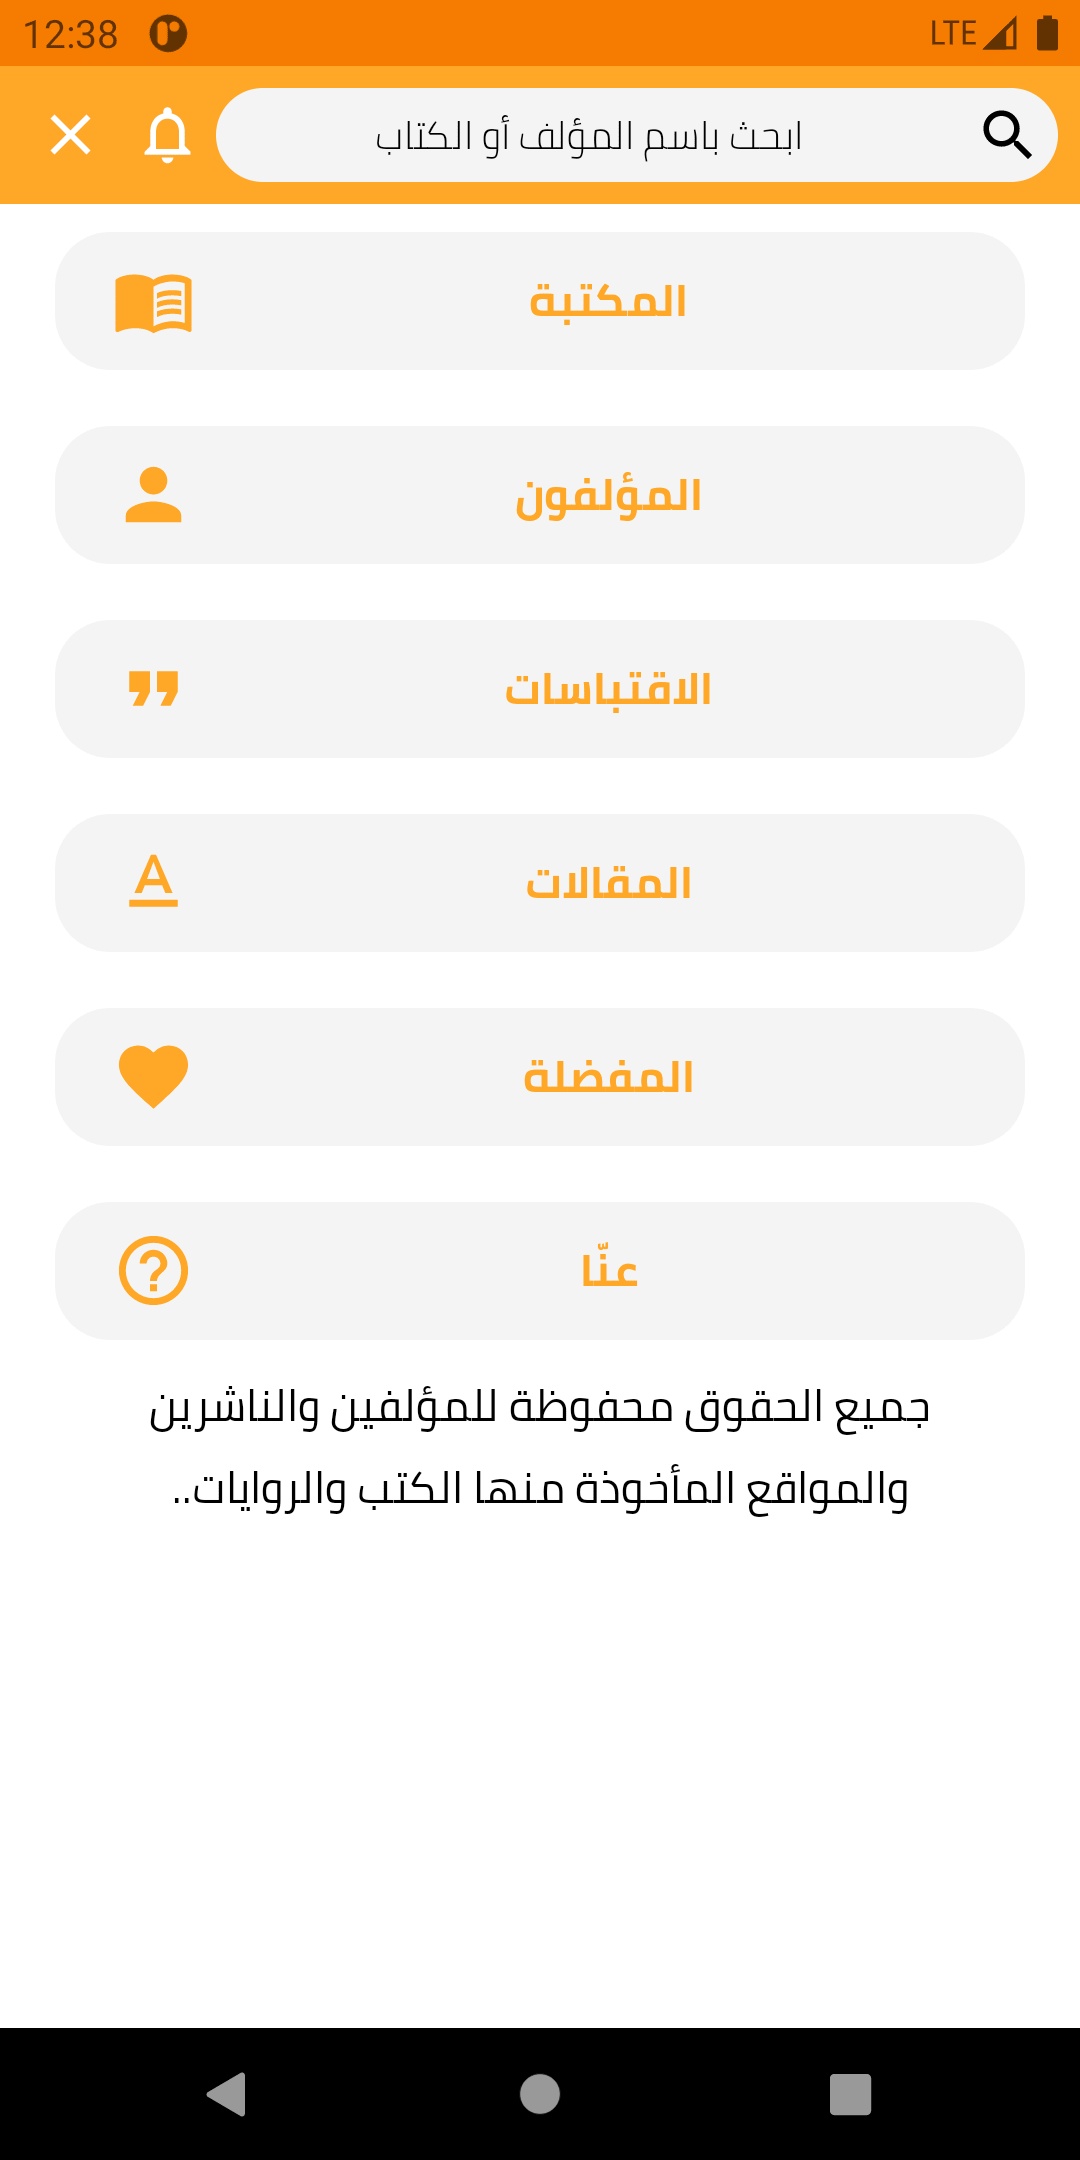 12:38
LTE
ابحث باسم المؤلف أو الكتاب
المكتبة
المؤلفون
الاقتباسات
المقالات
المفضلة
عنّا
جميع الحقوق محفوظة للمؤلفين والناشرين
والمواقع المأخوذة منها الكتب والروايات..